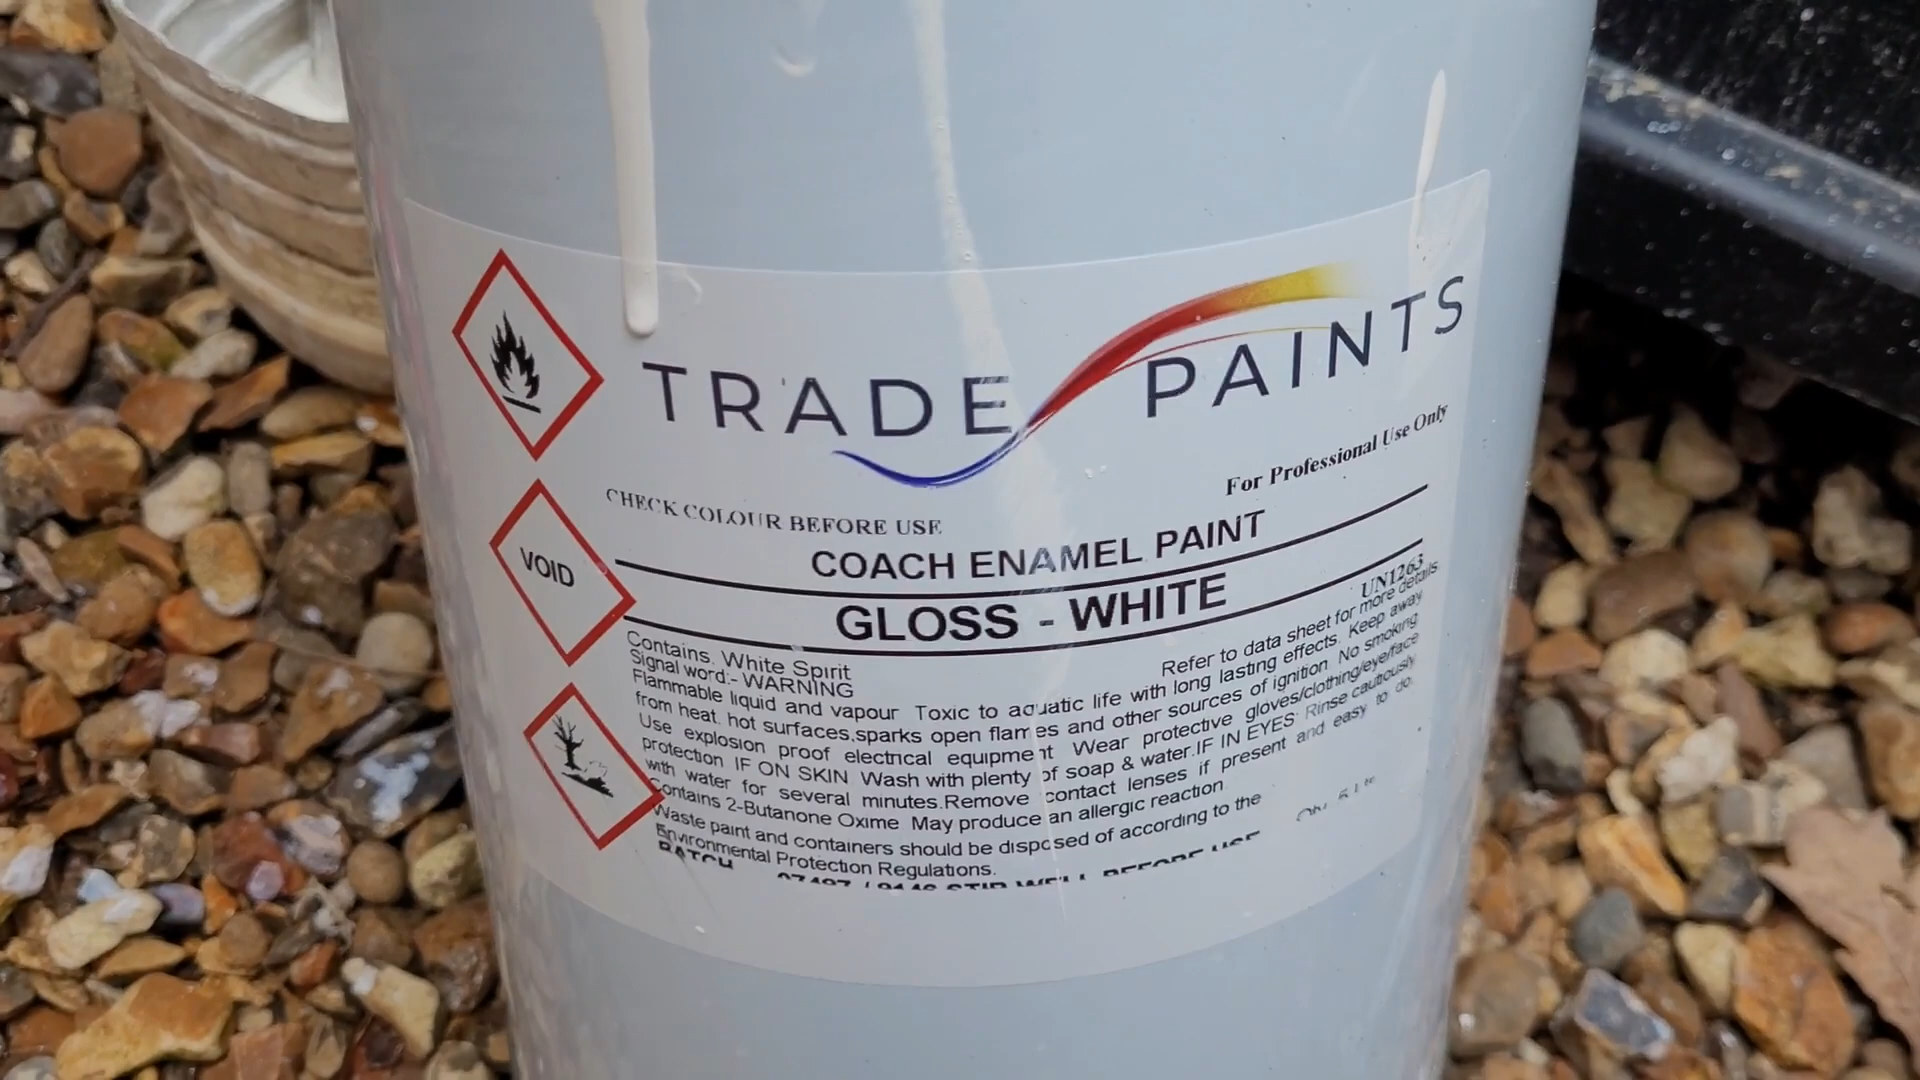 TRADE PAINTS
For Professional Use Only
CHECK COLOUR BEFORE USE
COACH ENAMEL PAINT
GLOSS - WHITE
UN1263
VOID
Contains. White Spirit Refer to data sheet for more details
Signal word:- WARNING
Flammable liquid and vapour Toxic to aquatic life with long lasting effects. Keep away
from heat, hot surfaces,sparks open flames and other sources of ignition. No smoking
Use explosion proof electrical equipment Wear protective gloves/clothing/eye/face
protection IF ON SKIN Wash with plenty of soap & water.IF IN EYES: Rinse cautiously
with water for several minutes.Remove contact lenses if present and easy to do.
Contains 2-Butanone Oxime May produce an allergic reaction
Waste paint and containers should be disposed of according to the
Environmental Protection Regulations.
BATCH STIR WELL BEFORE USE